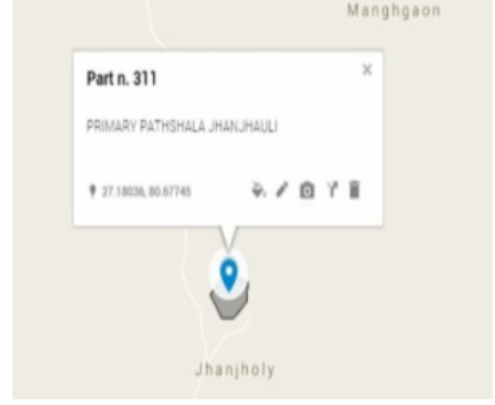 Manghgaon
Part n. 311
PRIMARY PATHSHALA JHANJHAULI
27.18036, 80.67745
Jhanjholy